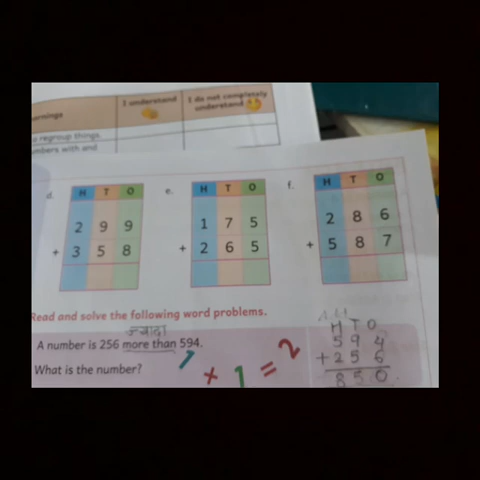 I understand
I do not completely understand
arnings
o regroup things.
mbers with and
d. H T O
2 9 9
+ 3 5 8
e. H T O
1 7 5
+ 2 6 5
f. H T O
2 8 6
+ 5 8 7
Read and solve the following word problems.
ज्यादा
A number is 256 more than 594.
What is the number?
1 + 1 = 2
H T O
5 9 4
+ 2 5 6
8 5 0